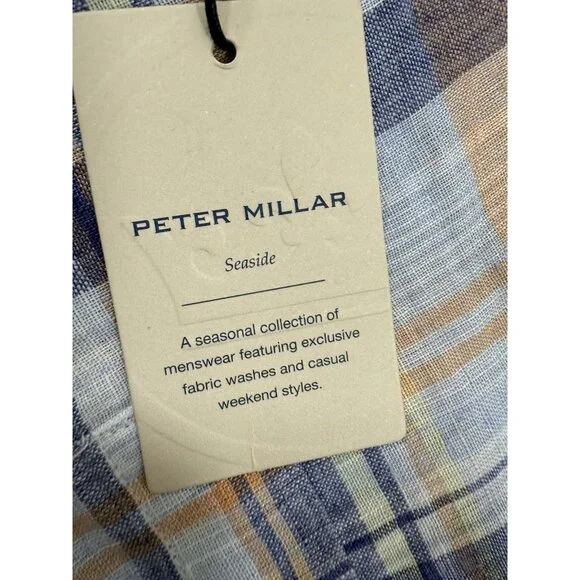 PETER MILLAR
Seaside
A seasonal collection of
menswear featuring exclusive
fabric washes and casual
weekend styles.